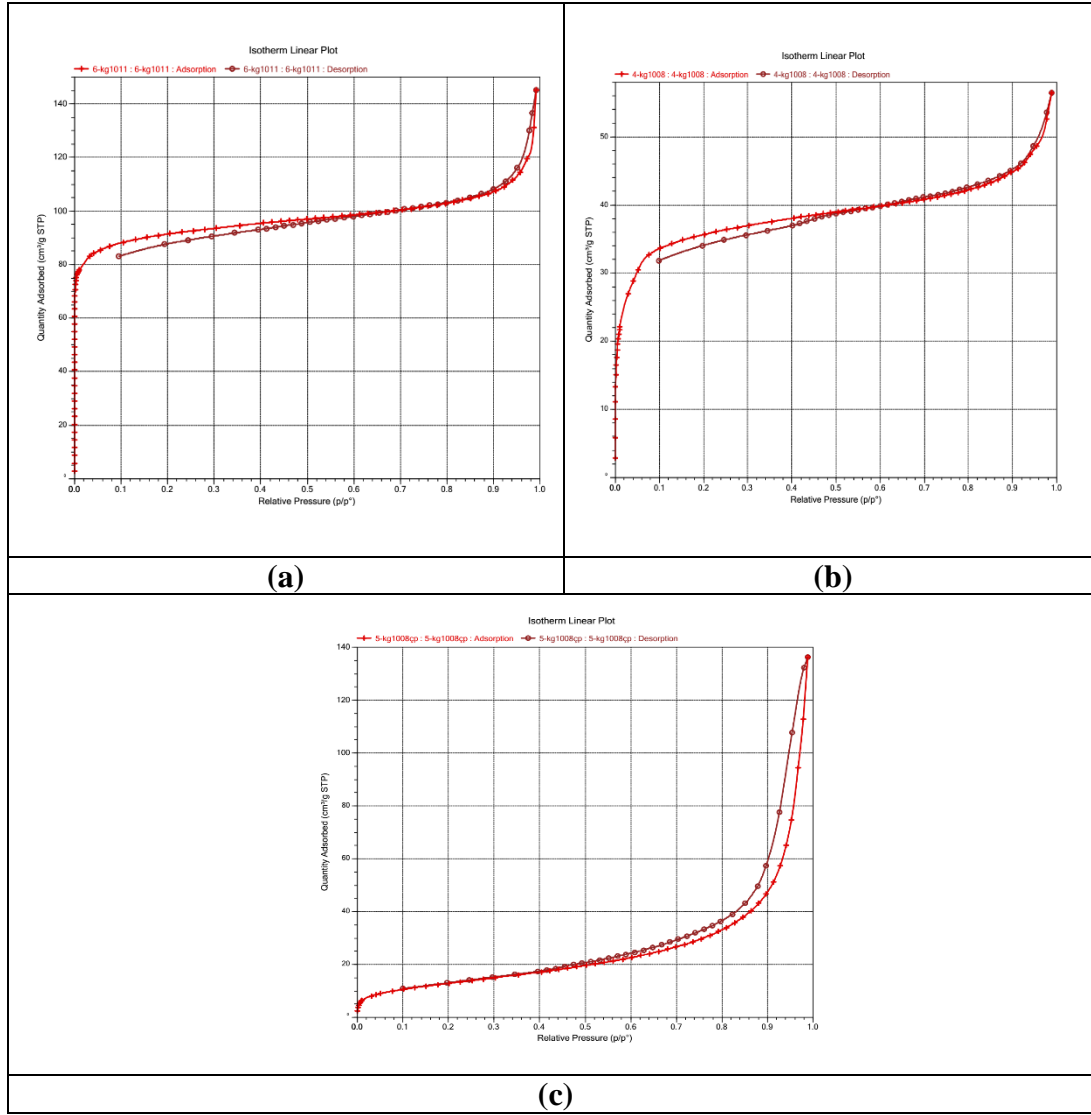 Isotherm Linear Plot
6-kg1011 : 6-kg1011 : Adsorption 6-kg1011 : 6-kg1011 : Desorption
Quantity Adsorbed (cm³/g STP)
140
120
100
80
60
40
20
0
0.0 0.1 0.2 0.3 0.4 0.5 0.6 0.7 0.8 0.9 1.0
Relative Pressure (p/p°)
(a)
Isotherm Linear Plot
4-kg1008 : 4-kg1008 : Adsorption 4-kg1008 : 4-kg1008 : Desorption
Quantity Adsorbed (cm³/g STP)
50
40
30
20
10
0
0.0 0.1 0.2 0.3 0.4 0.5 0.6 0.7 0.8 0.9 1.0
Relative Pressure (p/p°)
(b)
Isotherm Linear Plot
5-kg1008çp : 5-kg1008çp : Adsorption 5-kg1008çp : 5-kg1008çp : Desorption
Quantity Adsorbed (cm³/g STP)
140
120
100
80
60
40
20
0
0.0 0.1 0.2 0.3 0.4 0.5 0.6 0.7 0.8 0.9 1.0
Relative Pressure (p/p°)
(c)